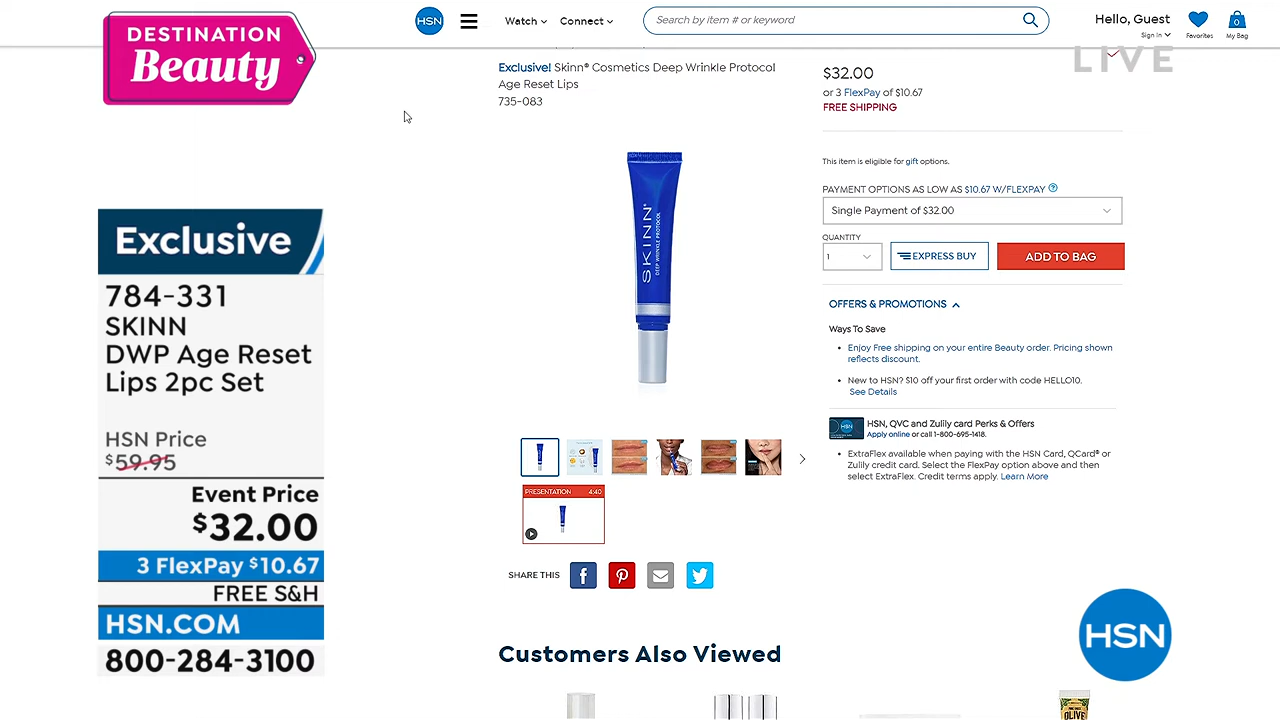 DESTINATION
Beauty
HSN
Watch
Connect
Search by item # or keyword
Hello, Guest
Sign In
Favorites
0
My Bag
LIVE
Exclusive! Skinn® Cosmetics Deep Wrinkle Protocol
Age Reset Lips
735-083
$32.00
or 3 FlexPay of $10.67
FREE SHIPPING
This item is eligible for gift options.
PAYMENT OPTIONS AS LOW AS $10.67 W/FLEXPAY ?
Single Payment of $32.00
QUANTITY
1
EXPRESS BUY
ADD TO BAG
OFFERS & PROMOTIONS
Ways To Save
• Enjoy Free shipping on your entire Beauty order. Pricing shown
reflects discount.
• New to HSN? $10 off your first order with code HELLO10.
See Details
HSN
HSN, QVC and Zulily card Perks & Offers
Apply online or call 1-800-695-1418.
• ExtraFlex available when paying with the HSN Card, QCard® or
Zulily credit card. Select the FlexPay option above and then
select ExtraFlex. Credit terms apply. Learn More
SKINN®
DEEP WRINKLE PROTOCOL
PRESENTATION 4:40
SHARE THIS
Customers Also Viewed
OLIVE
Exclusive
784-331
SKINN
DWP Age Reset
Lips 2pc Set
HSN Price
$59.95
Event Price
$32.00
3 FlexPay $10.67
FREE S&H
HSN.COM
800-284-3100
HSN